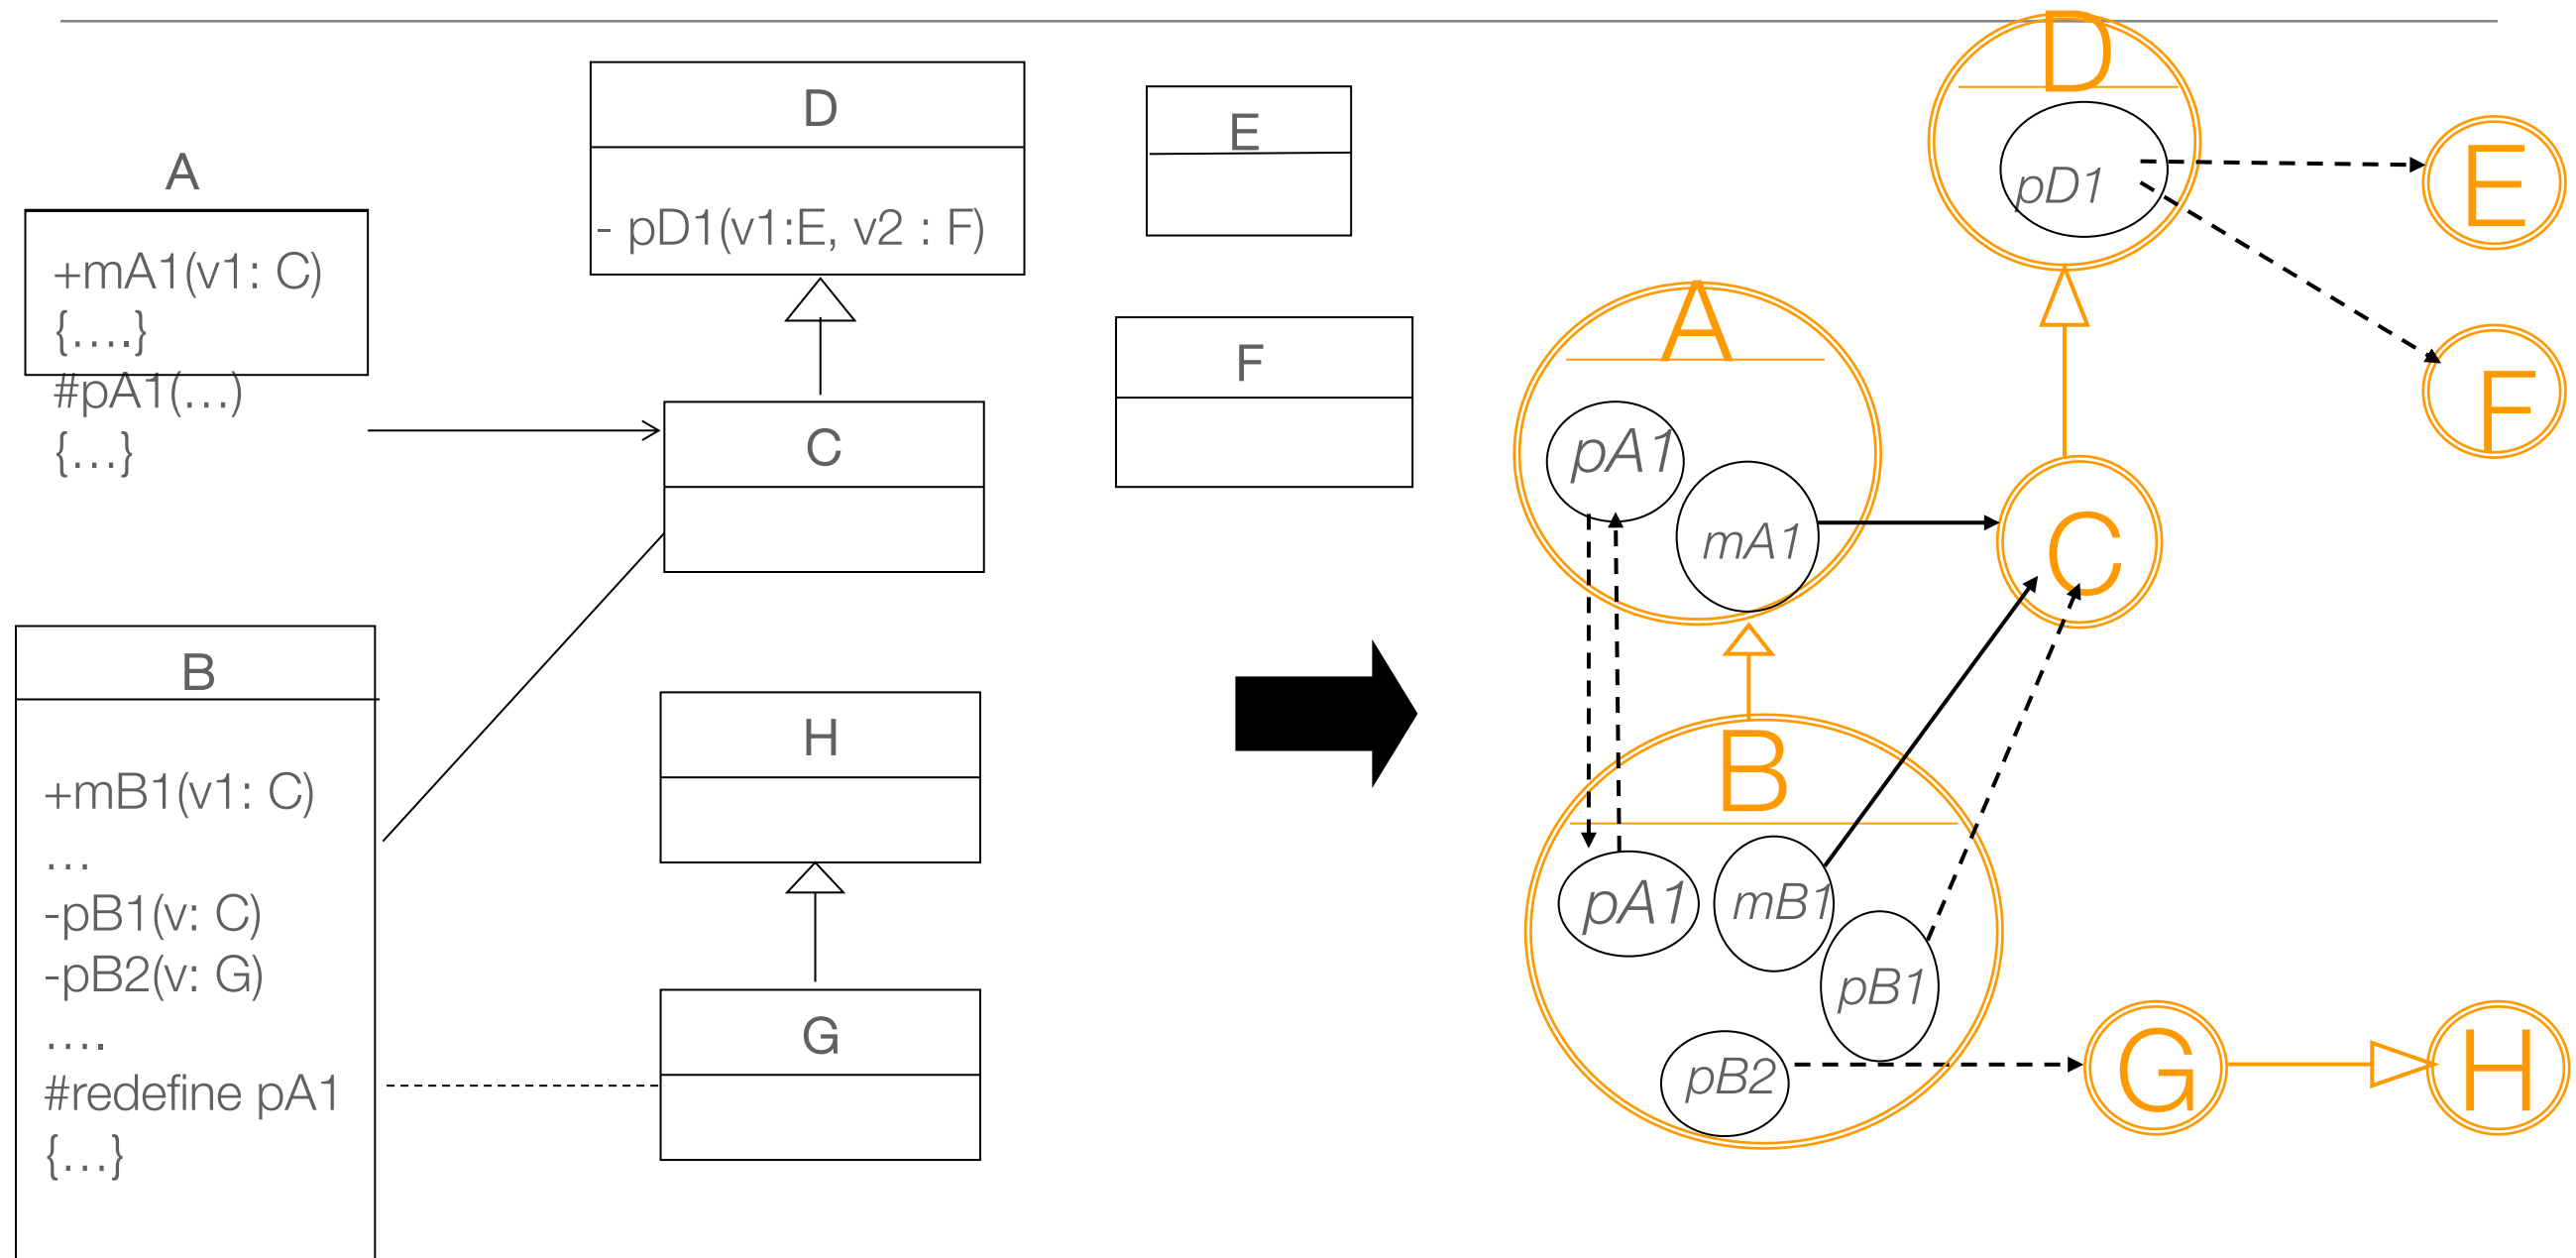 A
+mA1(v1: C)
{….}
#pA1(…)
{…}
D
- pD1(v1:E, v2 : F)
E
F
C
B
+mB1(v1: C)
…
-pB1(v: C)
-pB2(v: G)
….
#redefine pA1
{…}
H
G
D
pD1
E
F
A
pA1
mA1
C
B
pA1
mB1
pB1
pB2
G
H